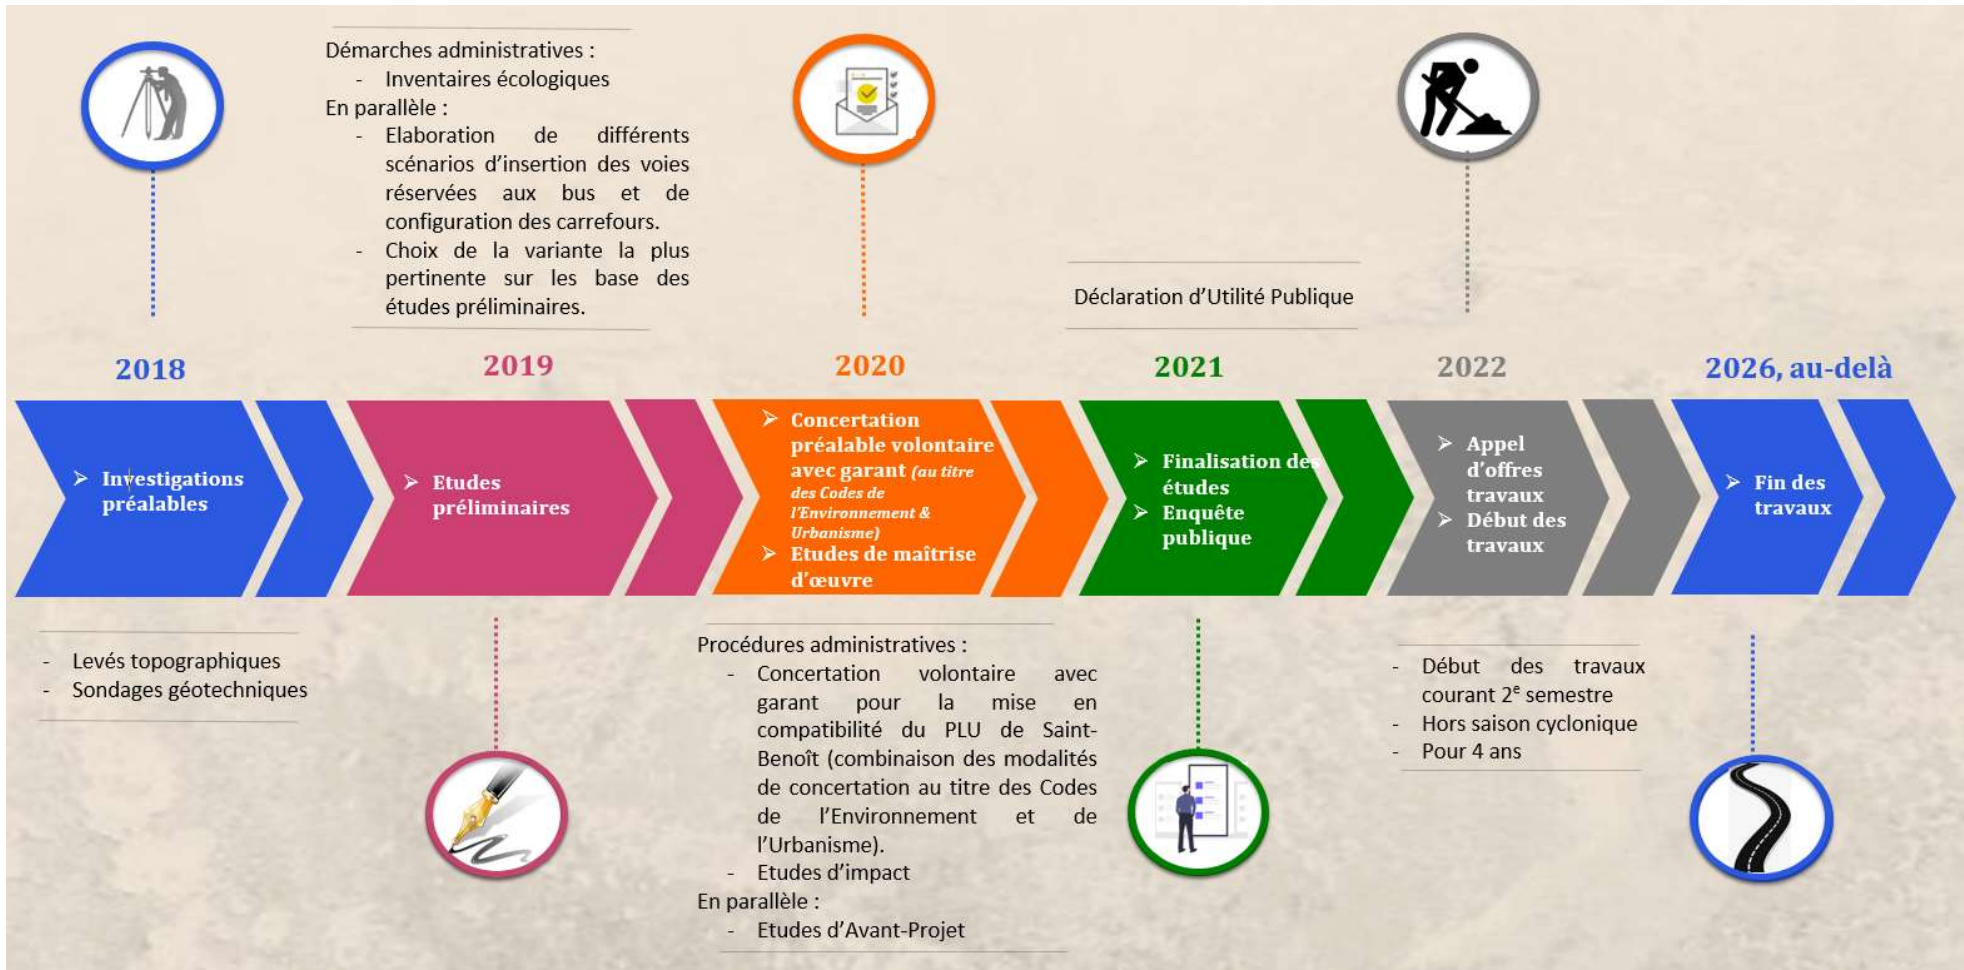 Démarches administratives :
- Inventaires écologiques
En parallèle :
- Elaboration de différents
scénarios d’insertion des voies
réservées aux bus et de
configuration des carrefours.
- Choix de la variante la plus
pertinente sur les base des
études préliminaires.
Déclaration d’Utilité Publique
2018
2019
2020
2021
2022
2026, au-delà
➢ Investigations
préalables
➢ Etudes
préliminaires
➢ Concertation
préalable volontaire
avec garant (au titre
des Codes de
l’Environnement &
Urbanisme)
➢ Etudes de maîtrise
d’œuvre
➢ Finalisation des
études
➢ Enquête
publique
➢ Appel
d’offres
travaux
➢ Début des
travaux
➢ Fin des
travaux
- Levés topographiques
- Sondages géotechniques
Procédures administratives :
- Concertation volontaire avec
garant pour la mise en
compatibilité du PLU de Saint-
Benoît (combinaison des modalités
de concertation au titre des Codes
de l’Environnement et de
l’Urbanisme).
- Etudes d’impact
En parallèle :
- Etudes d’Avant-Projet
- Début des travaux
courant 2e semestre
- Hors saison cyclonique
- Pour 4 ans